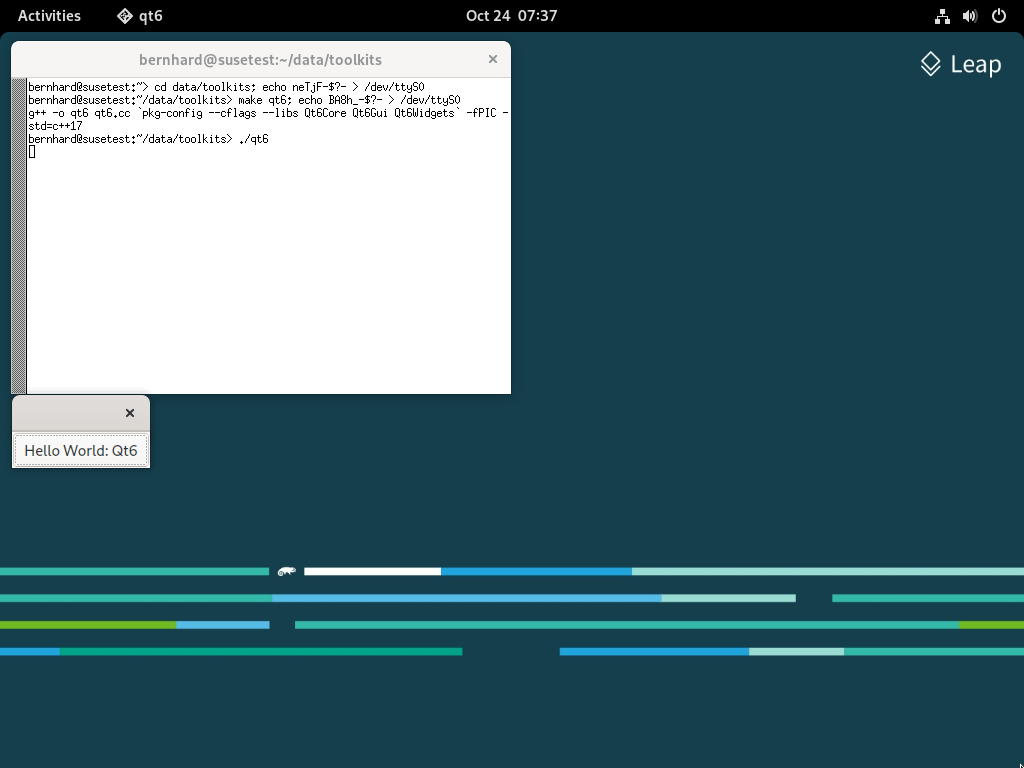 Activities
qt6
Oct 24 07:37
bernhard@susetest:~/data/toolkits
Leap
bernhard@susetest:~> cd data/toolkits; echo neTjF-$?- > /dev/ttyS0
bernhard@susetest:~/data/toolkits> make qt6; echo BA8h_-$?- > /dev/ttyS0
g++ -o qt6 qt6.cc `pkg-config --cflags --libs Qt6Core Qt6Gui Qt6Widgets` -fPIC -
std=c++17
bernhard@susetest:~/data/toolkits> ./qt6
Hello World: Qt6